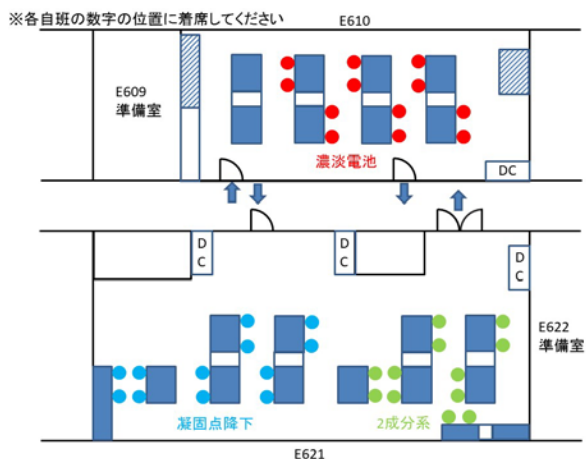 ※各自班の数字の位置に着席してください
E610
E609
準備室
濃淡電池
DC
D
C
D
C
D
C
E622
準備室
凝固点降下
2成分系
E621